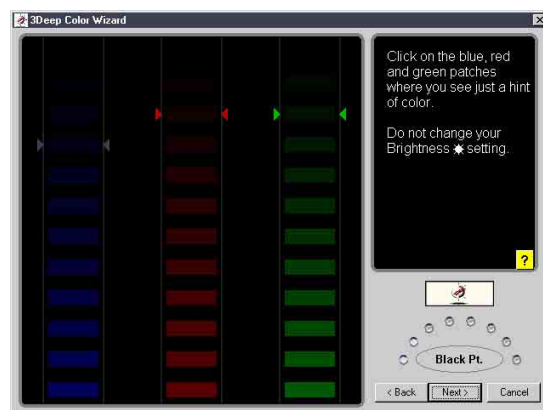 3Deep Color Wizard
Click on the blue, red
and green patches
where you see just a hint
of color.
Do not change your
Brightness setting.
?
Black Pt.
< Back
Next >
Cancel